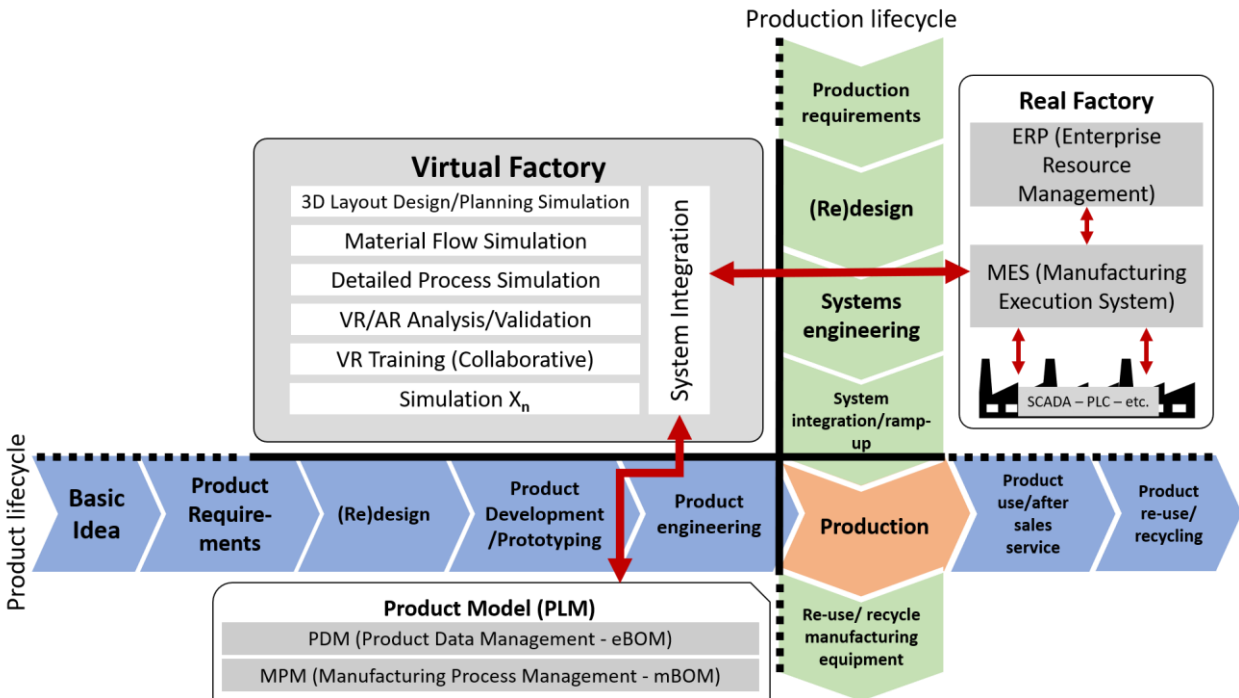 Production lifecycle
Production
requirements
(Re)design
Systems
engineering
System
integration/ramp-
up
Virtual Factory
3D Layout Design/Planning Simulation
Material Flow Simulation
Detailed Process Simulation
VR/AR Analysis/Validation
VR Training (Collaborative)
Simulation Xn
System Integration
Real Factory
ERP (Enterprise
Resource
Management)
MES (Manufacturing
Execution System)
SCADA – PLC – etc.
Product lifecycle
Basic
Idea
Product
Require-
ments
(Re)design
Product
Development
/Prototyping
Product
engineering
Production
Product
use/after
sales
service
Product
re-use/
recycling
Product Model (PLM)
PDM (Product Data Management - eBOM)
MPM (Manufacturing Process Management - mBOM)
Re-use/ recycle
manufacturing
equipment